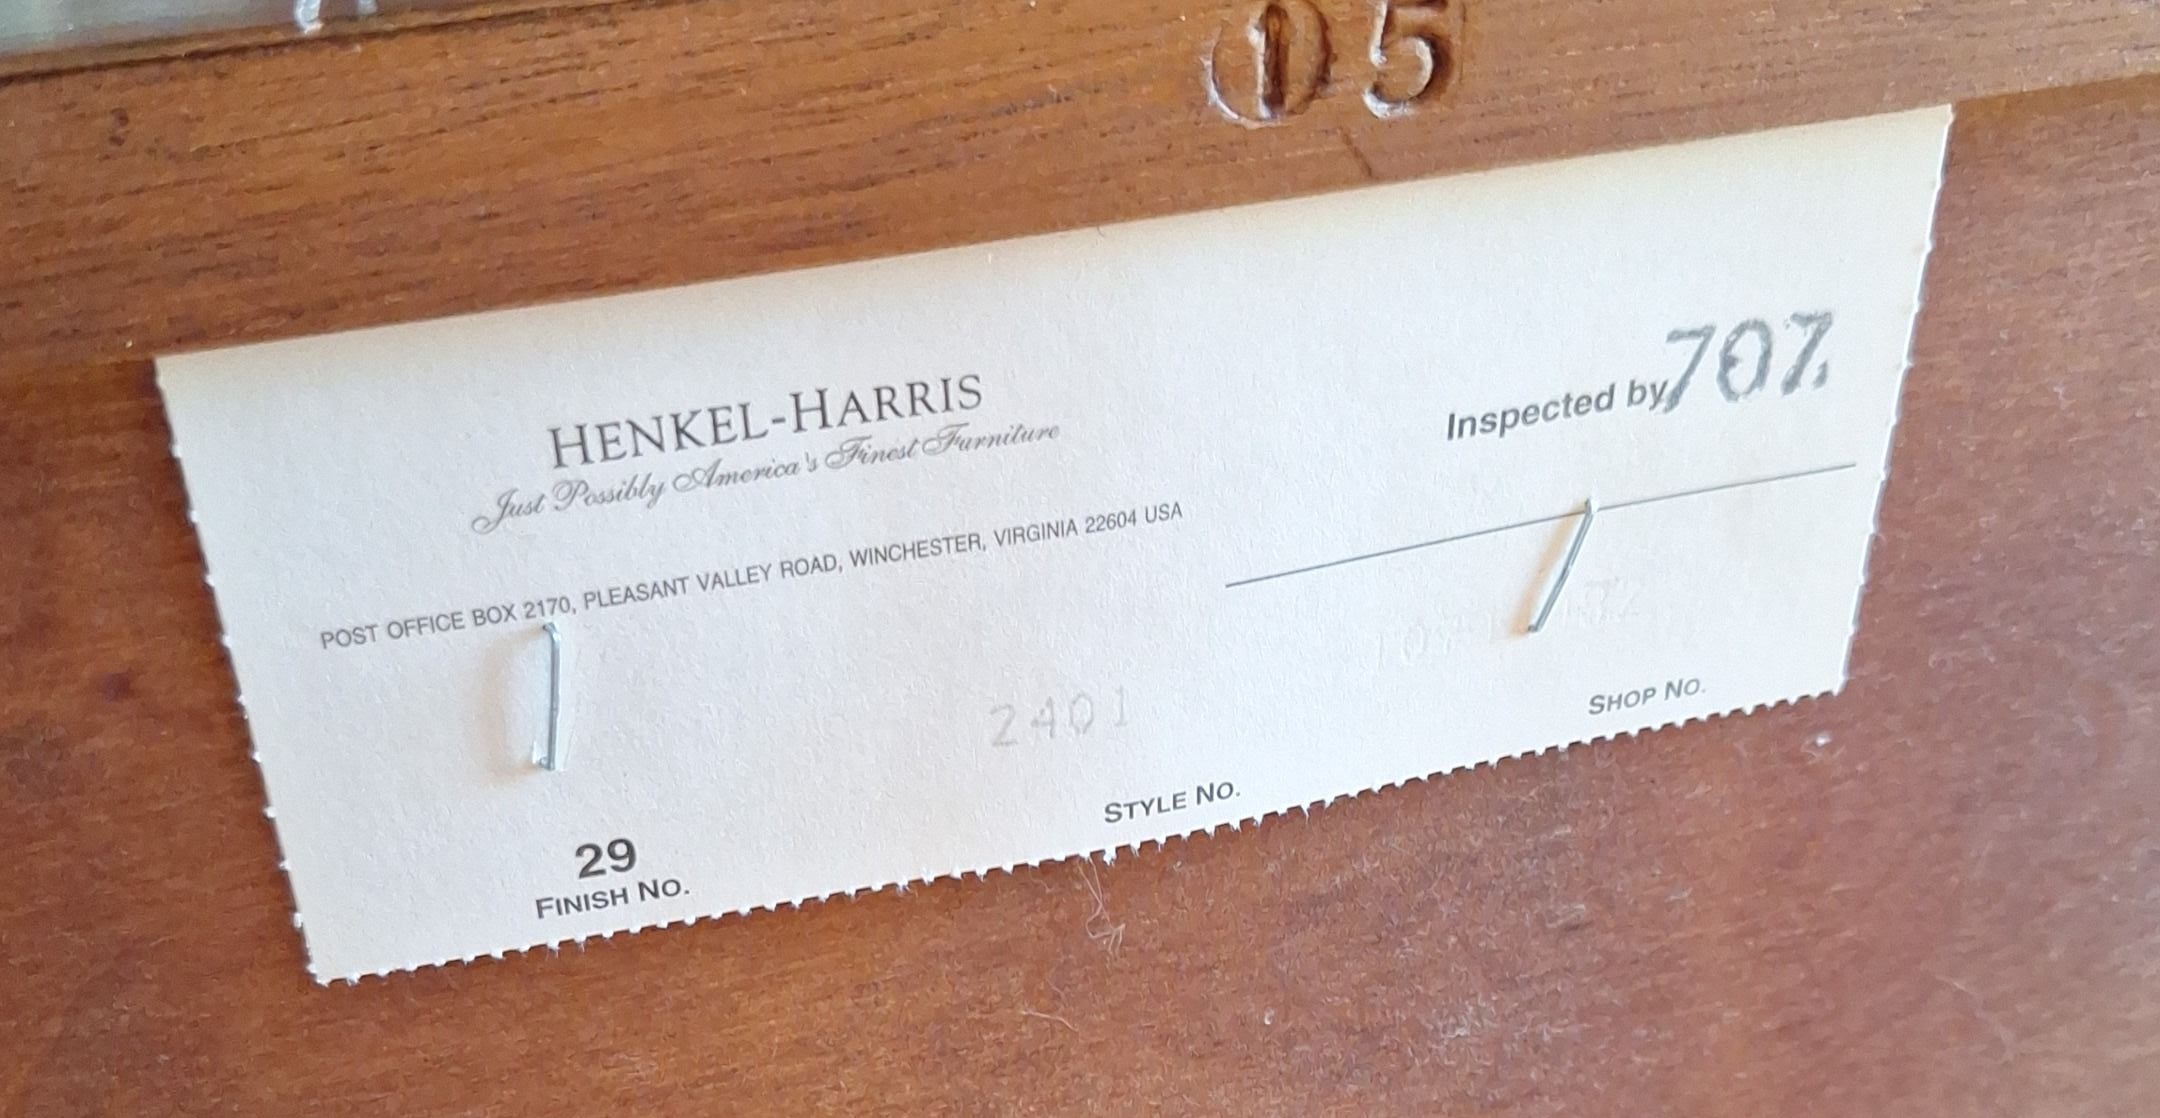 05
HENKEL-HARRIS
Just Possibly America's Finest Furniture
POST OFFICE BOX 2170, PLEASANT VALLEY ROAD, WINCHESTER, VIRGINIA 22604 USA
Inspected by 707
2401
29
FINISH NO.
STYLE NO.
SHOP NO.